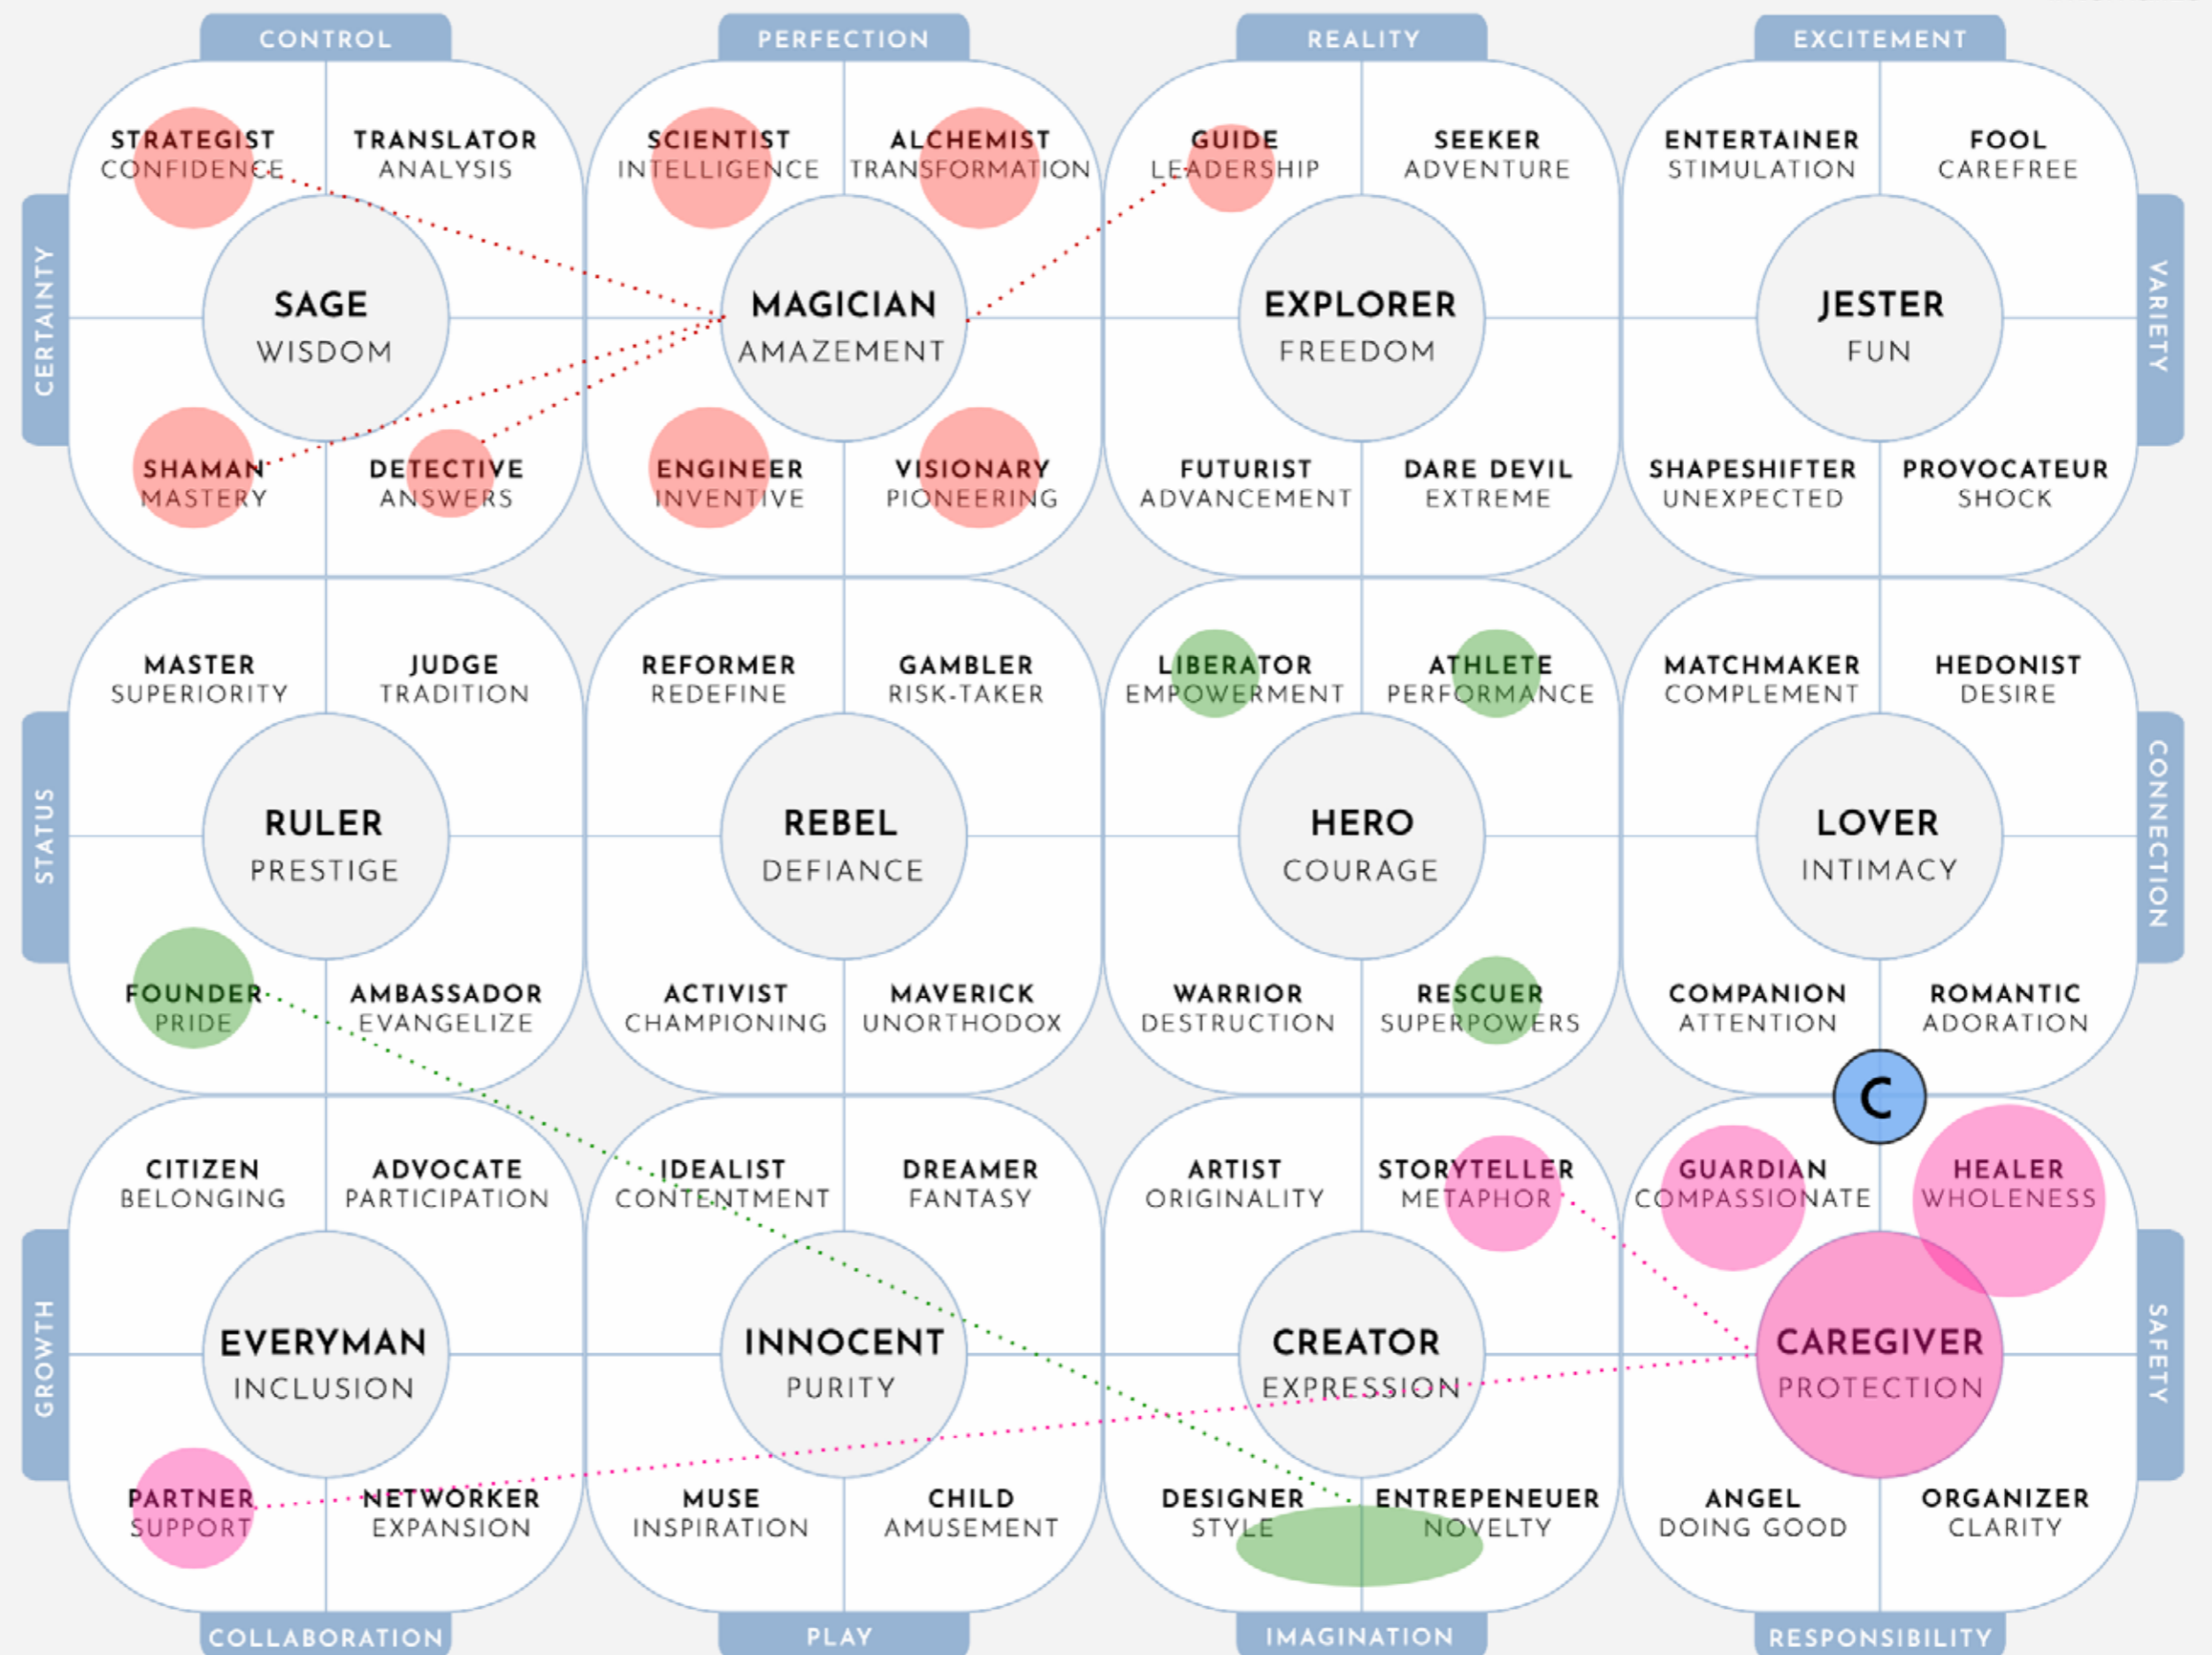 CONTROL
PERFECTION
REALITY
EXCITEMENT
CERTAINTY
STRATEGIST
CONFIDENCE
TRANSLATOR
ANALYSIS
SAGE
WISDOM
SHAMAN
MASTERY
DETECTIVE
ANSWERS
SCIENTIST
INTELLIGENCE
ALCHEMIST
TRANSFORMATION
MAGICIAN
AMAZEMENT
ENGINEER
INVENTIVE
VISIONARY
PIONEERING
GUIDE
LEADERSHIP
SEEKER
ADVENTURE
EXPLORER
FREEDOM
FUTURIST
ADVANCEMENT
DARE DEVIL
EXTREME
ENTERTAINER
STIMULATION
FOOL
CAREFREE
JESTER
FUN
SHAPESHIFTER
UNEXPECTED
PROVOCATEUR
SHOCK
VARIETY
STATUS
MASTER
SUPERIORITY
JUDGE
TRADITION
RULER
PRESTIGE
FOUNDER
PRIDE
AMBASSADOR
EVANGELIZE
REFORMER
REDEFINE
GAMBLER
RISK-TAKER
REBEL
DEFIANCE
ACTIVIST
CHAMPIONING
MAVERICK
UNORTHODOX
LIBERATOR
EMPOWERMENT
ATHLETE
PERFORMANCE
HERO
COURAGE
WARRIOR
DESTRUCTION
RESCUER
SUPERPOWERS
MATCHMAKER
COMPLEMENT
HEDONIST
DESIRE
LOVER
INTIMACY
COMPANION
ATTENTION
ROMANTIC
ADORATION
CONNECTION
C
GROWTH
CITIZEN
BELONGING
ADVOCATE
PARTICIPATION
EVERYMAN
INCLUSION
PARTNER
SUPPORT
NETWORKER
EXPANSION
IDEALIST
CONTENTMENT
DREAMER
FANTASY
INNOCENT
PURITY
MUSE
INSPIRATION
CHILD
AMUSEMENT
ARTIST
ORIGINALITY
STORYTELLER
METAPHOR
CREATOR
EXPRESSION
DESIGNER
STYLE
ENTREPENEUER
NOVELTY
GUARDIAN
COMPASSIONATE
HEALER
WHOLENESS
CAREGIVER
PROTECTION
ANGEL
DOING GOOD
ORGANIZER
CLARITY
SAFETY
COLLABORATION
PLAY
IMAGINATION
RESPONSIBILITY